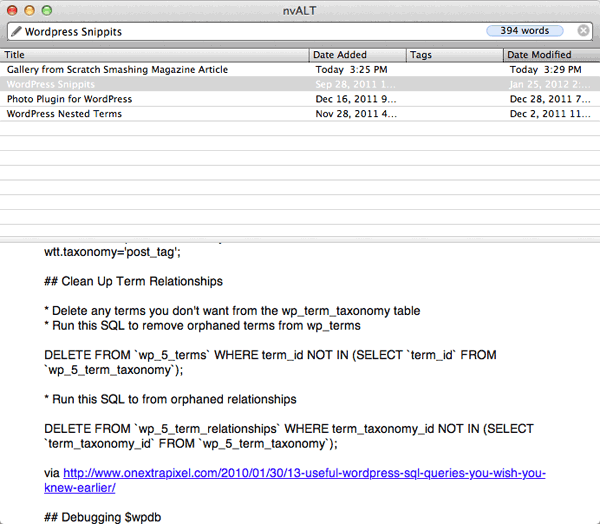 nvALT
Wordpress Snippits 394 words
Title Date Added Tags Date Modified
Gallery from Scratch Smashing Magazine Article Today 3:25 PM Today 3:29 PM
WordPress Snippits Sep 28, 2011 1... Jan 25, 2012 2...
Photo Plugin for WordPress Dec 16, 2011 9... Dec 28, 2011 7...
WordPress Nested Terms Nov 28, 2011 4... Dec 2, 2011 11...
wtt.taxonomy='post_tag';
## Clean Up Term Relationships
* Delete any terms you don't want from the wp_term_taxonomy table
* Run this SQL to remove orphaned terms from wp_terms
DELETE FROM `wp_5_terms` WHERE term_id NOT IN (SELECT `term_id` FROM
`wp_5_term_taxonomy`);
* Run this SQL to from orphaned relationships
DELETE FROM `wp_5_term_relationships` WHERE term_taxonomy_id NOT IN (SELECT
`term_taxonomy_id` FROM `wp_5_term_taxonomy`);
via http://www.onextrapixel.com/2010/01/30/13-useful-wordpress-sql-queries-you-wish-you-
knew-earlier/
## Debugging $wpdb